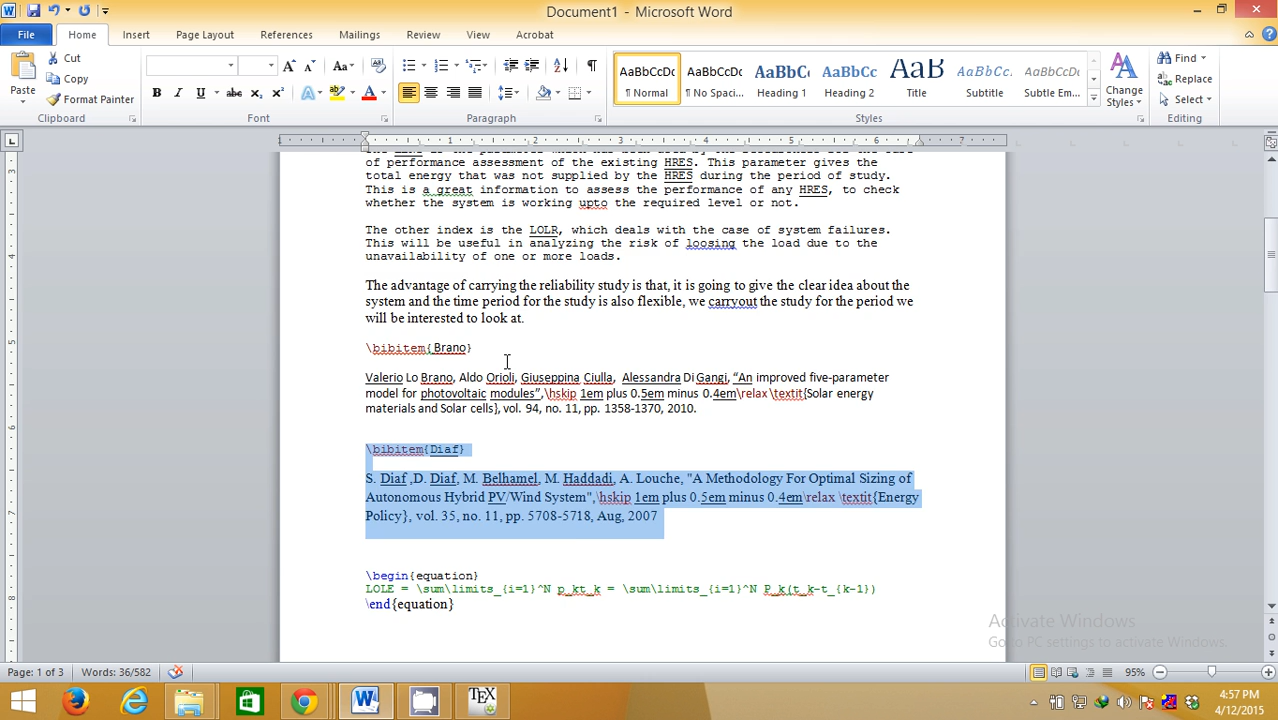 Document1 - Microsoft Word
File Home Insert Page Layout References Mailings Review View Acrobat
Cut
Copy
Format Painter
Paste
Clipboard
Font
Paragraph
AaBbCcDc AaBbCcDc AaBbCc AaBbCc AaB AaBbCcI AaBbCcDc
¶ Normal ¶ No Spaci... Heading 1 Heading 2 Title Subtitle Subtle Em...
Change
Styles
Styles
Find
Replace
Select
Editing
of performance assessment of the existing HRES. This parameter gives the
total energy that was not supplied by the HRES during the period of study.
This is a great information to assess the performance of any HRES, to check
whether the system is working upto the required level or not.
The other index is the LOLR, which deals with the case of system failures.
This will be useful in analyzing the risk of loosing the load due to the
unavailability of one or more loads.
The advantage of carrying the reliability study is that, it is going to give the clear idea about the
system and the time period for the study is also flexible, we carryout the study for the period we
will be interested to look at.
\bibitem{Brano}
Valerio Lo Brano, Aldo Orioli, Giuseppina Ciulla, Alessandra Di Gangi, “An improved five-parameter
model for photovoltaic modules”,\hskip 1em plus 0.5em minus 0.4em\relax \textit{Solar energy
materials and Solar cells}, vol. 94, no. 11, pp. 1358-1370, 2010.
\bibitem{Diaf}
S. Diaf ,D. Diaf, M. Belhamel, M. Haddadi, A. Louche, "A Methodology For Optimal Sizing of
Autonomous Hybrid PV/Wind System",\hskip 1em plus 0.5em minus 0.4em\relax \textit{Energy
Policy}, vol. 35, no. 11, pp. 5708-5718, Aug, 2007
\begin{equation}
LOLE = \sum\limits_{i=1}^N p_kt_k = \sum\limits_{i=1}^N P_k(t_k-t_{k-1})
\end{equation}
Activate Windows
Go to PC settings to activate Windows.
Page: 1 of 3 Words: 36/582 95%
4:57 PM
4/12/2015